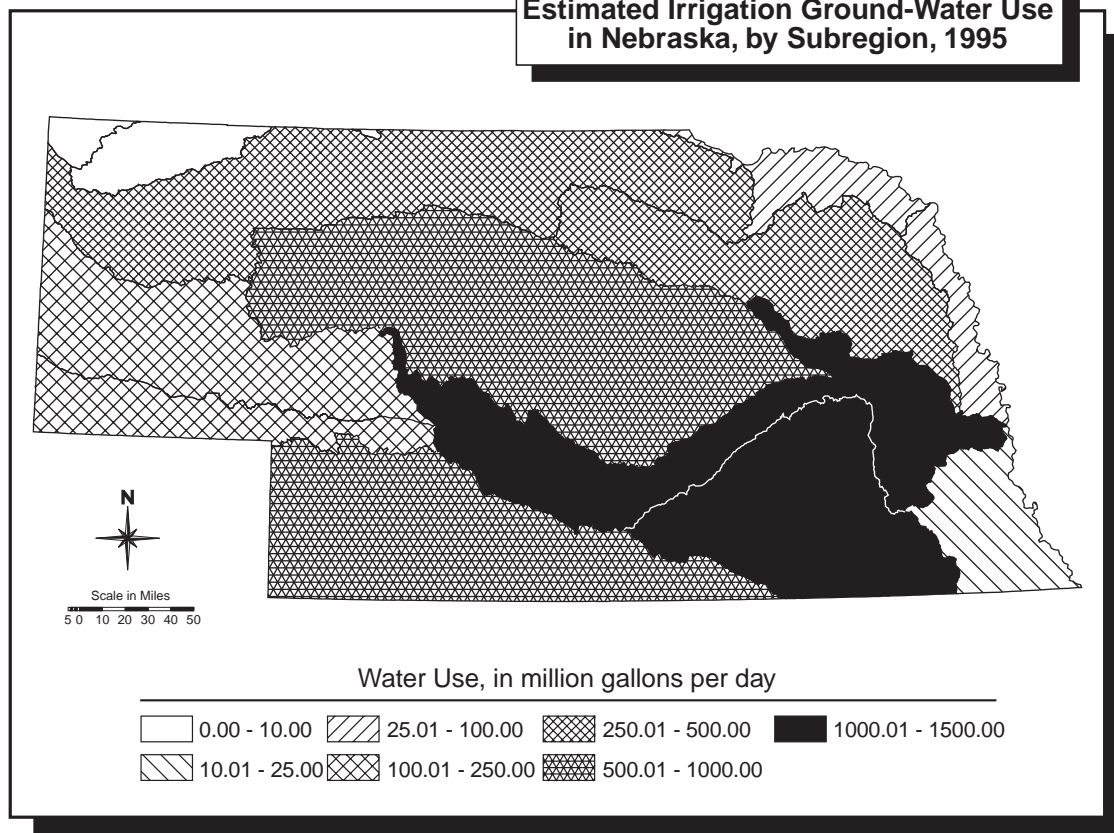 Estimated Irrigation Ground-Water Use
in Nebraska, by Subregion, 1995
N
Scale in Miles
5 0 10 20 30 40 50
Water Use, in million gallons per day
0.00 - 10.00 25.01 - 100.00 250.01 - 500.00 1000.01 - 1500.00
10.01 - 25.00 100.01 - 250.00 500.01 - 1000.00